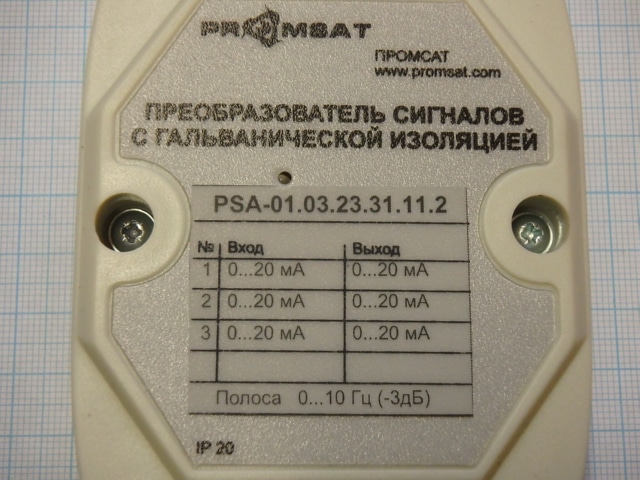 PROMSAT
ПРОМСАТ
www.promsat.com
ПРЕОБРАЗОВАТЕЛЬ СИГНАЛОВ
С ГАЛЬВАНИЧЕСКОЙ ИЗОЛЯЦИЕЙ
PSA-01.03.23.31.11.2
№ Вход Выход
1 0...20 мА 0...20 мА
2 0...20 мА 0...20 мА
3 0...20 мА 0...20 мА
Полоса 0...10 Гц (-3дБ)
IP 20